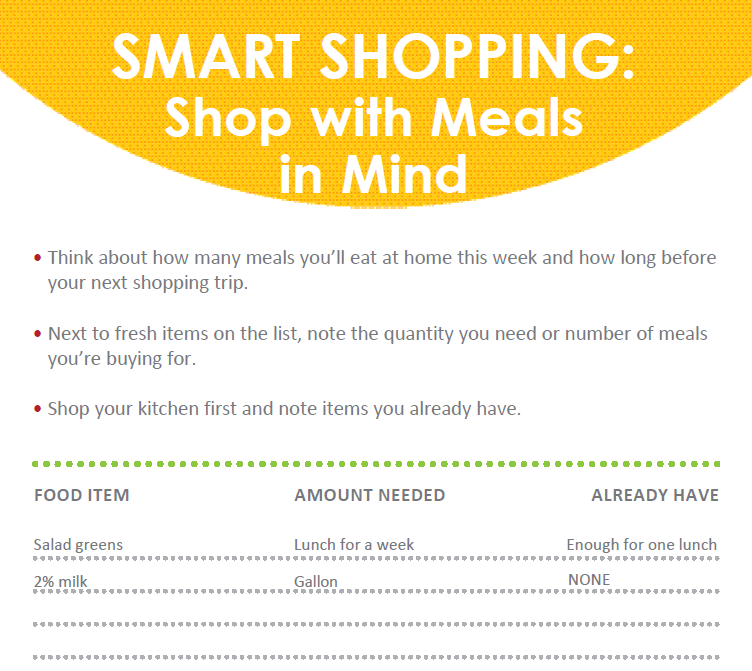 SMART SHOPPING:
Shop with Meals
in Mind
• Think about how many meals you’ll eat at home this week and how long before
your next shopping trip.
• Next to fresh items on the list, note the quantity you need or number of meals
you’re buying for.
• Shop your kitchen first and note items you already have.
FOOD ITEM AMOUNT NEEDED ALREADY HAVE
Salad greens Lunch for a week Enough for one lunch
2% milk Gallon NONE